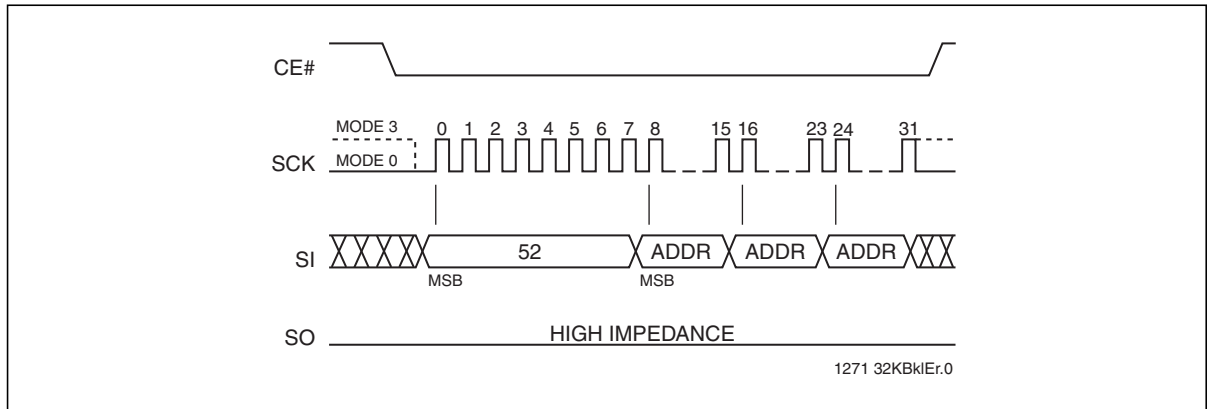 CE#
MODE 3
0 1 2 3 4 5 6 7 8 15 16 23 24 31
SCK
MODE 0
SI
52 ADDR ADDR ADDR
MSB MSB
SO
HIGH IMPEDANCE
1271 32KBklEr.0